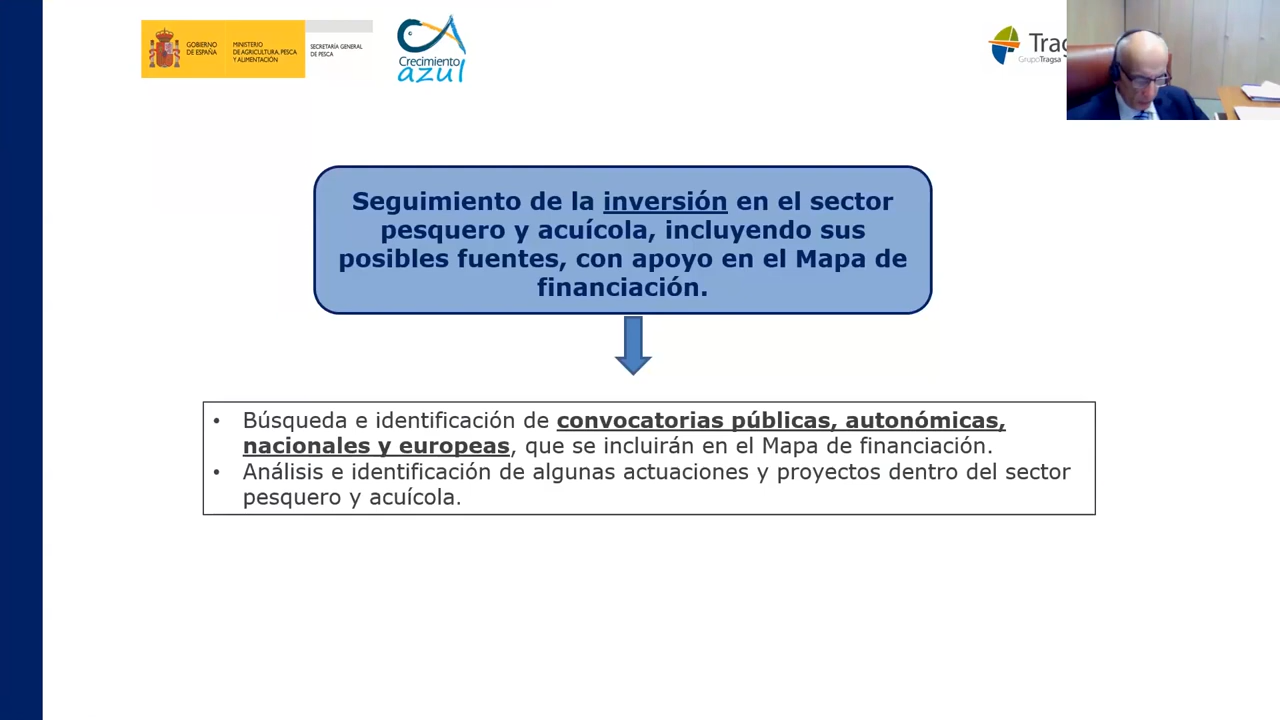 GOBIERNO
DE ESPAÑA
MINISTERIO
DE AGRICULTURA, PESCA
Y ALIMENTACIÓN
SECRETARÍA GENERAL
DE PESCA
Crecimiento
azul
GrupoTragsa
Seguimiento de la inversión en el sector
pesquero y acuícola, incluyendo sus
posibles fuentes, con apoyo en el Mapa de
financiación.
• Búsqueda e identificación de convocatorias públicas, autonómicas,
nacionales y europeas, que se incluirán en el Mapa de financiación.
• Análisis e identificación de algunas actuaciones y proyectos dentro del sector
pesquero y acuícola.